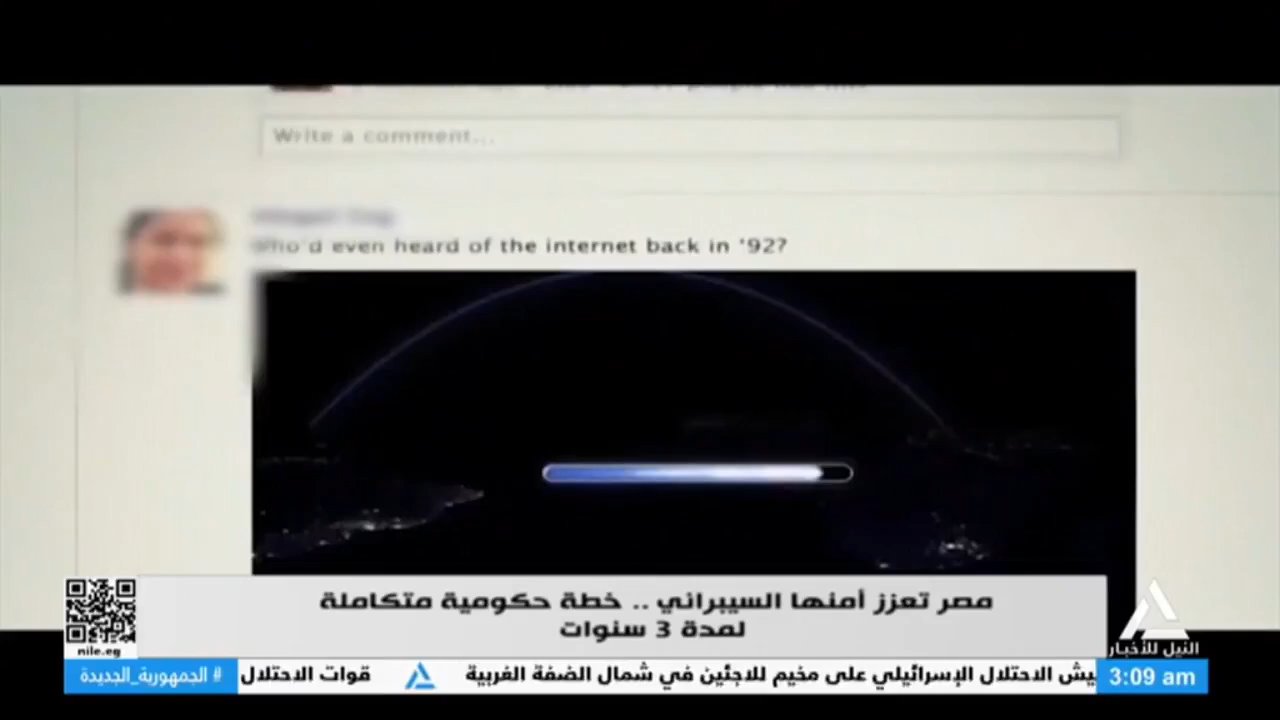 Write a comment...
who'd even heard of the internet back in '92?
مصر تعزز أمنها السيبراني .. خطة حكومية متكاملة
لمدة 3 سنوات
nile.eg
النيل للأخبار
# الجمهورية_الجديدة
يش الاحتلال الإسرائيلي على مخيم للاجئين في شمال الضفة الغربية
قوات الاحتلال
3:09 am